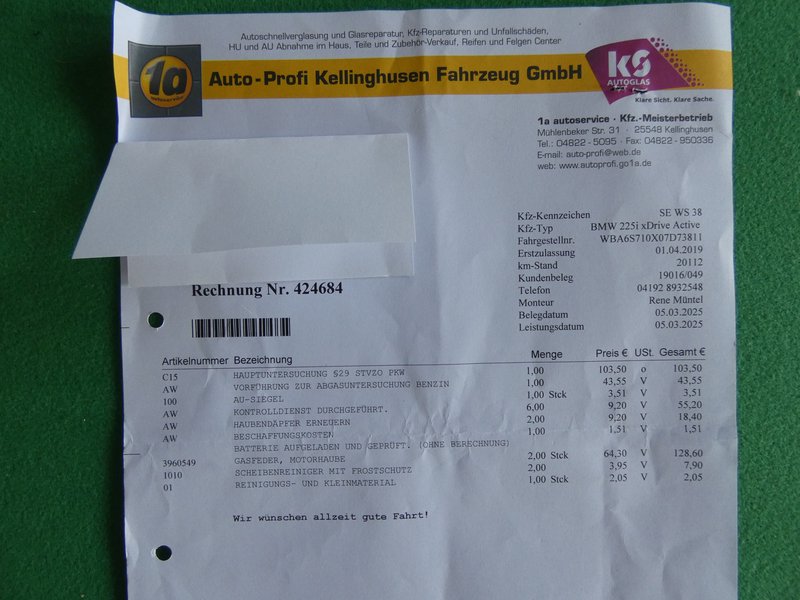 Autoschnellverglasung und Glasreparatur, Kfz-Reparaturen und Unfallschäden,
HU und AU Abnahme im Haus, Teile und Zubehör-Verkauf, Reifen und Felgen Center
1a
autoservice
Auto-Profi Kellinghusen Fahrzeug GmbH
KS
AUTOGLAS
Klare Sicht. Klare Sache.
1a autoservice · Kfz.-Meisterbetrieb
Mühlenbeker Str. 31 · 25548 Kellinghusen
Tel.: 04822 - 5095 · Fax: 04822 - 950336
E-mail: auto-profi@web.de
web: www.autoprofi.go1a.de
Kfz-Kennzeichen SE WS 38
Kfz-Typ BMW 225i xDrive Active
Fahrgestellnr. WBA6S710X07D73811
Erstzulassung 01.04.2019
km-Stand 20112
Kundenbeleg 19016/049
Telefon 04192 8932548
Monteur Rene Müntel
Belegdatum 05.03.2025
Leistungsdatum 05.03.2025
Rechnung Nr. 424684
Artikelnummer Bezeichnung Menge Preis € USt. Gesamt €
C15 HAUPTUNTERSUCHUNG §29 STVZO PKW 1,00 103,50 o 103,50
AW VORFÜHRUNG ZUR ABGASUNTERSUCHUNG BENZIN 1,00 43,55 V 43,55
100 AU-SIEGEL 1,00 Stck 3,51 V 3,51
AW KONTROLLDIENST DURCHGEFÜHRT. 6,00 9,20 V 55,20
AW HAUBENDÄPFER ERNEUERN 2,00 9,20 V 18,40
AW BESCHAFFUNGSKOSTEN 1,00 1,51 V 1,51
BATTERIE AUFGELADEN UND GEPRÜFT. (OHNE BERECHNUNG)
3960549 GASFEDER, MOTORHAUBE 2,00 Stck 64,30 V 128,60
1010 SCHEIBENREINIGER MIT FROSTSCHUTZ 2,00 3,95 V 7,90
01 REINIGUNGS- UND KLEINMATERIAL 1,00 Stck 2,05 V 2,05
Wir wünschen allzeit gute Fahrt!